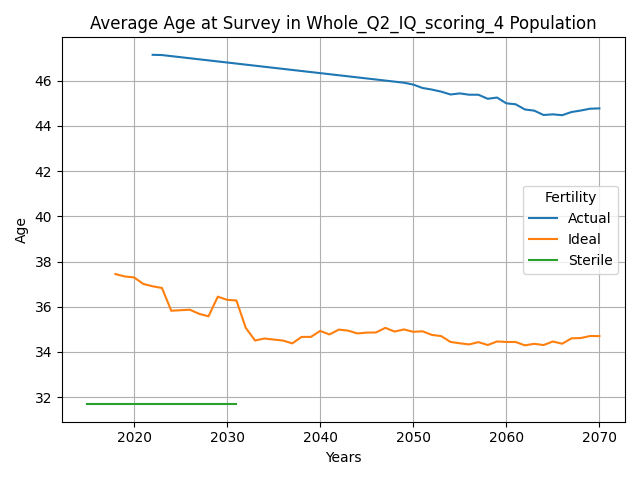 Average Age at Survey in Whole_Q2_IQ_scoring_4 Population
Age
46
44
42
40
38
36
34
32
Fertility
Actual
Ideal
Sterile
2020 2030 2040 2050 2060 2070
Years